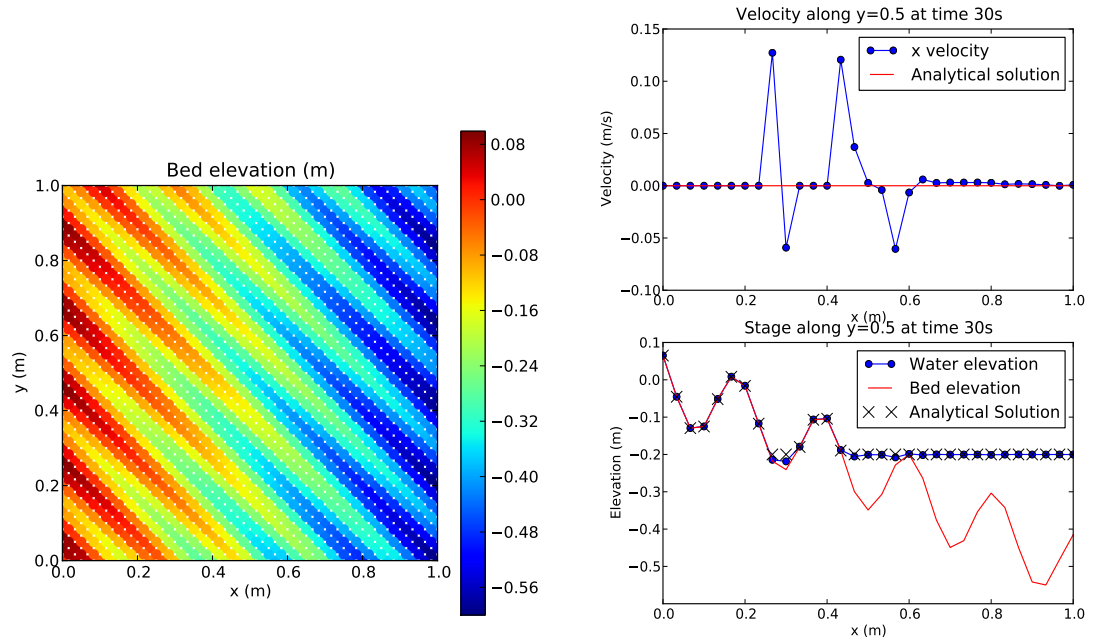 Bed elevation (m)
1.0
0.8
0.6
0.4
0.2
0.0
y (m)
0.0 0.2 0.4 0.6 0.8 1.0
x (m)
0.08
0.00
−0.08
−0.16
−0.24
−0.32
−0.40
−0.48
−0.56
Velocity along y=0.5 at time 30s
0.15
0.10
0.05
0.00
−0.05
−0.10
Velocity (m/s)
x velocity
Analytical solution
0.0 0.2 0.4 0.6 0.8 1.0
x (m)
Stage along y=0.5 at time 30s
0.1
0.0
−0.1
−0.2
−0.3
−0.4
−0.5
Elevation (m)
Water elevation
Bed elevation
Analytical Solution
0.0 0.2 0.4 0.6 0.8 1.0
x (m)